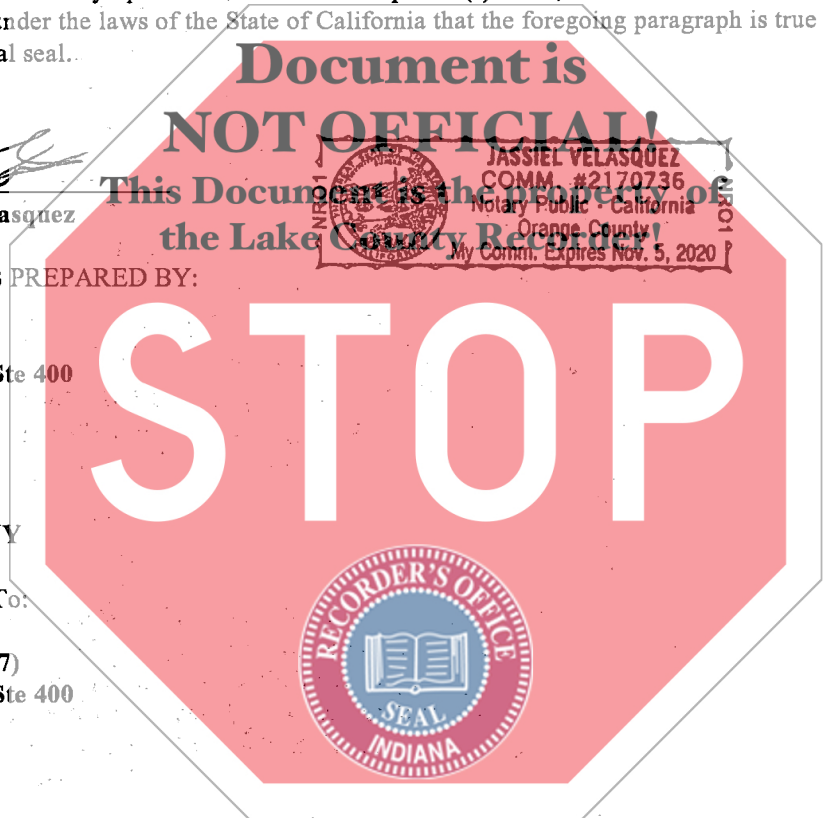 under the laws of the State of California that the foregoing paragraph is true
al seal.
Document is
NOT OFFICIAL!
This Document is the property of
the Lake County Recorder!
JASSIEL VELASQUEZ
COMM. #2170736
Notary Public - California
Orange County
My Comm. Expires Nov. 5, 2020
NRO1
NRO1
asquez
PREPARED BY:
Ste 400
STOP
Y
To:
7)
Ste 400
RECORDER'S OFFICE
SEAL
INDIANA